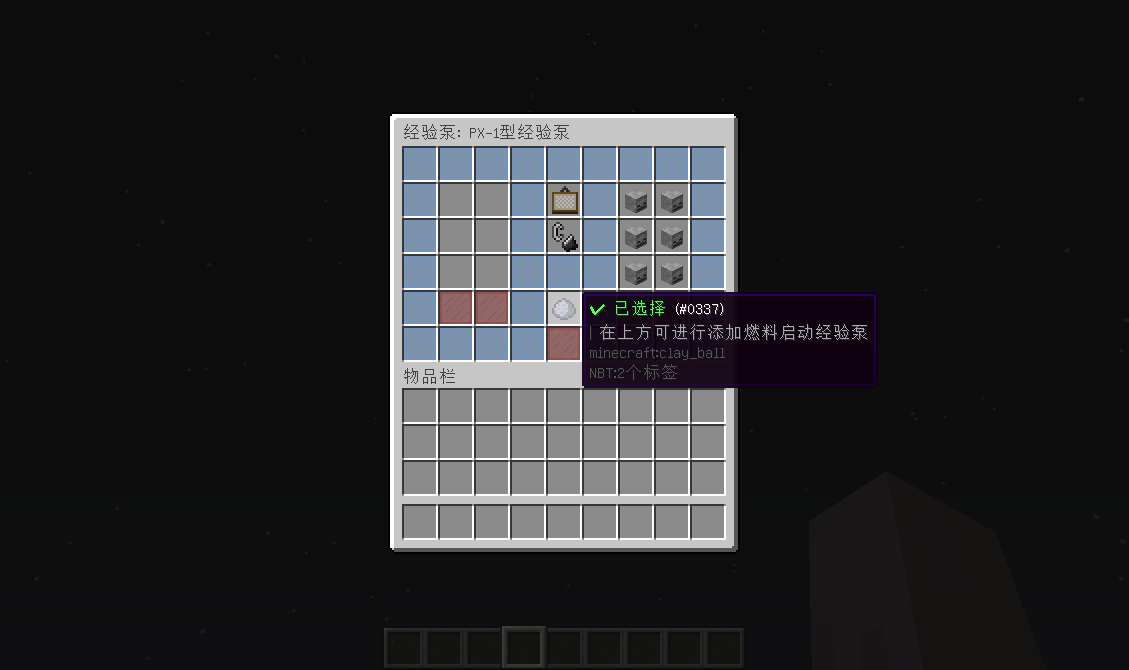 经验泵: PX-1型经验泵
✔ 已选择 (#0337)
| 在上方可进行添加燃料启动经验泵
minecraft:clay_ball
NBT:2个标签
物品栏